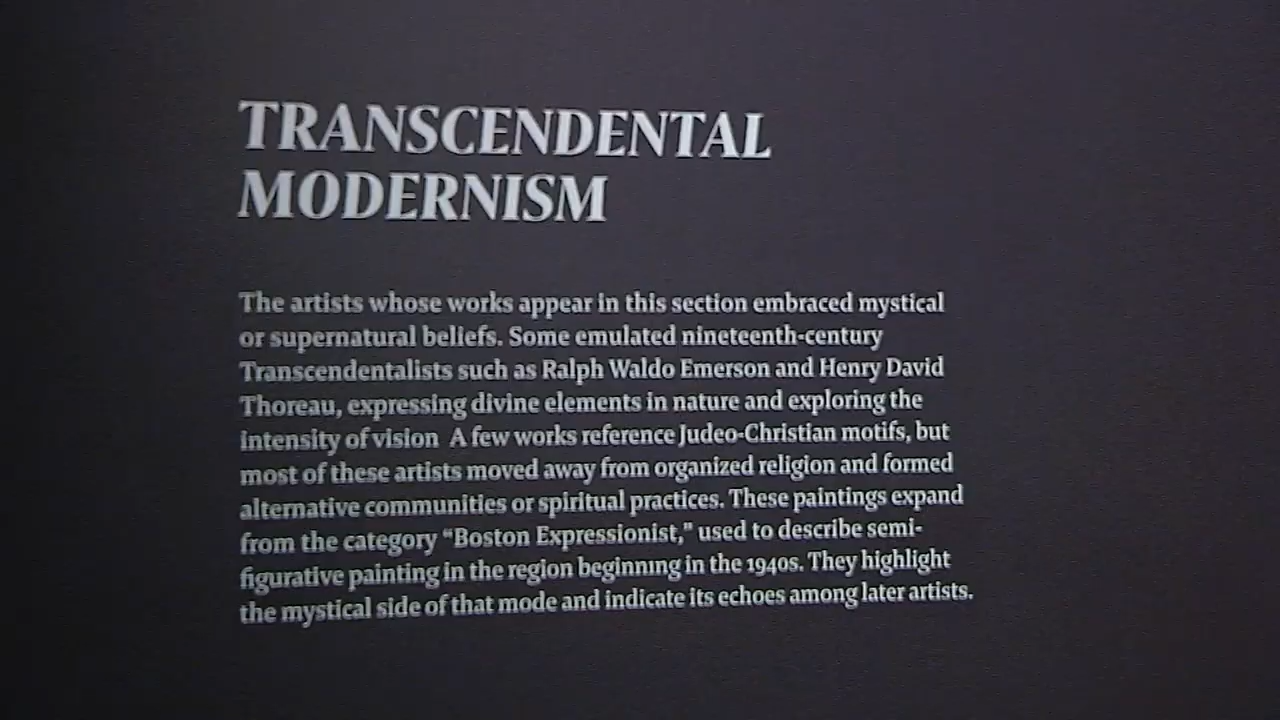 TRANSCENDENTAL
MODERNISM
The artists whose works appear in this section embraced mystical
or supernatural beliefs. Some emulated nineteenth-century
Transcendentalists such as Ralph Waldo Emerson and Henry David
Thoreau, expressing divine elements in nature and exploring the
intensity of vision  A few works reference Judeo-Christian motifs, but
most of these artists moved away from organized religion and formed
alternative communities or spiritual practices. These paintings expand
from the category “Boston Expressionist,” used to describe semi-
figurative painting in the region beginning in the 1940s. They highlight
the mystical side of that mode and indicate its echoes among later artists.